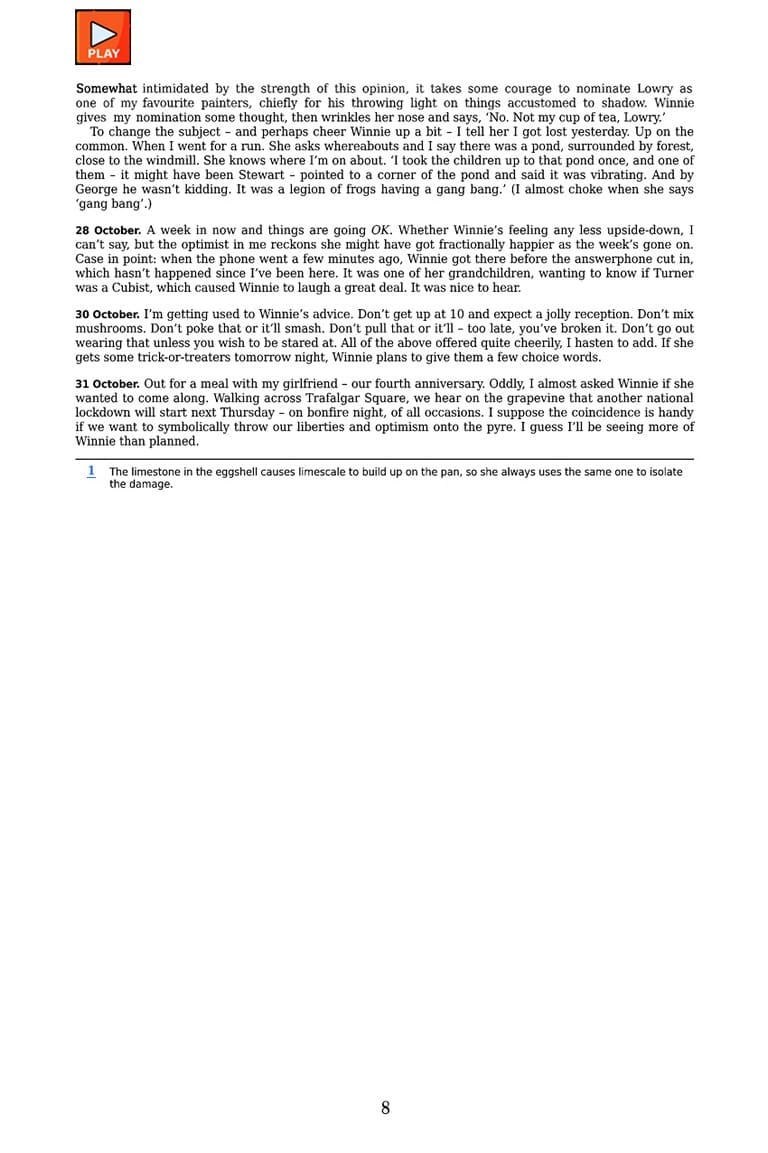 PLAY
Somewhat intimidated by the strength of this opinion, it takes some courage to nominate Lowry as
one of my favourite painters, chiefly for his throwing light on things accustomed to shadow. Winnie
gives my nomination some thought, then wrinkles her nose and says, ‘No. Not my cup of tea, Lowry.’
To change the subject – and perhaps cheer Winnie up a bit – I tell her I got lost yesterday. Up on the
common. When I went for a run. She asks whereabouts and I say there was a pond, surrounded by forest,
close to the windmill. She knows where I’m on about. ‘I took the children up to that pond once, and one of
them – it might have been Stewart – pointed to a corner of the pond and said it was vibrating. And by
George he wasn’t kidding. It was a legion of frogs having a gang bang.’ (I almost choke when she says
‘gang bang’.)
28 October. A week in now and things are going OK. Whether Winnie’s feeling any less upside-down, I
can’t say, but the optimist in me reckons she might have got fractionally happier as the week’s gone on.
Case in point: when the phone went a few minutes ago, Winnie got there before the answerphone cut in,
which hasn’t happened since I’ve been here. It was one of her grandchildren, wanting to know if Turner
was a Cubist, which caused Winnie to laugh a great deal. It was nice to hear.
30 October. I’m getting used to Winnie’s advice. Don’t get up at 10 and expect a jolly reception. Don’t mix
mushrooms. Don’t poke that or it’ll smash. Don’t pull that or it’ll – too late, you’ve broken it. Don’t go out
wearing that unless you wish to be stared at. All of the above offered quite cheerily, I hasten to add. If she
gets some trick-or-treaters tomorrow night, Winnie plans to give them a few choice words.
31 October. Out for a meal with my girlfriend – our fourth anniversary. Oddly, I almost asked Winnie if she
wanted to come along. Walking across Trafalgar Square, we hear on the grapevine that another national
lockdown will start next Thursday – on bonfire night, of all occasions. I suppose the coincidence is handy
if we want to symbolically throw our liberties and optimism onto the pyre. I guess I’ll be seeing more of
Winnie than planned.
1 The limestone in the eggshell causes limescale to build up on the pan, so she always uses the same one to isolate
the damage.
8